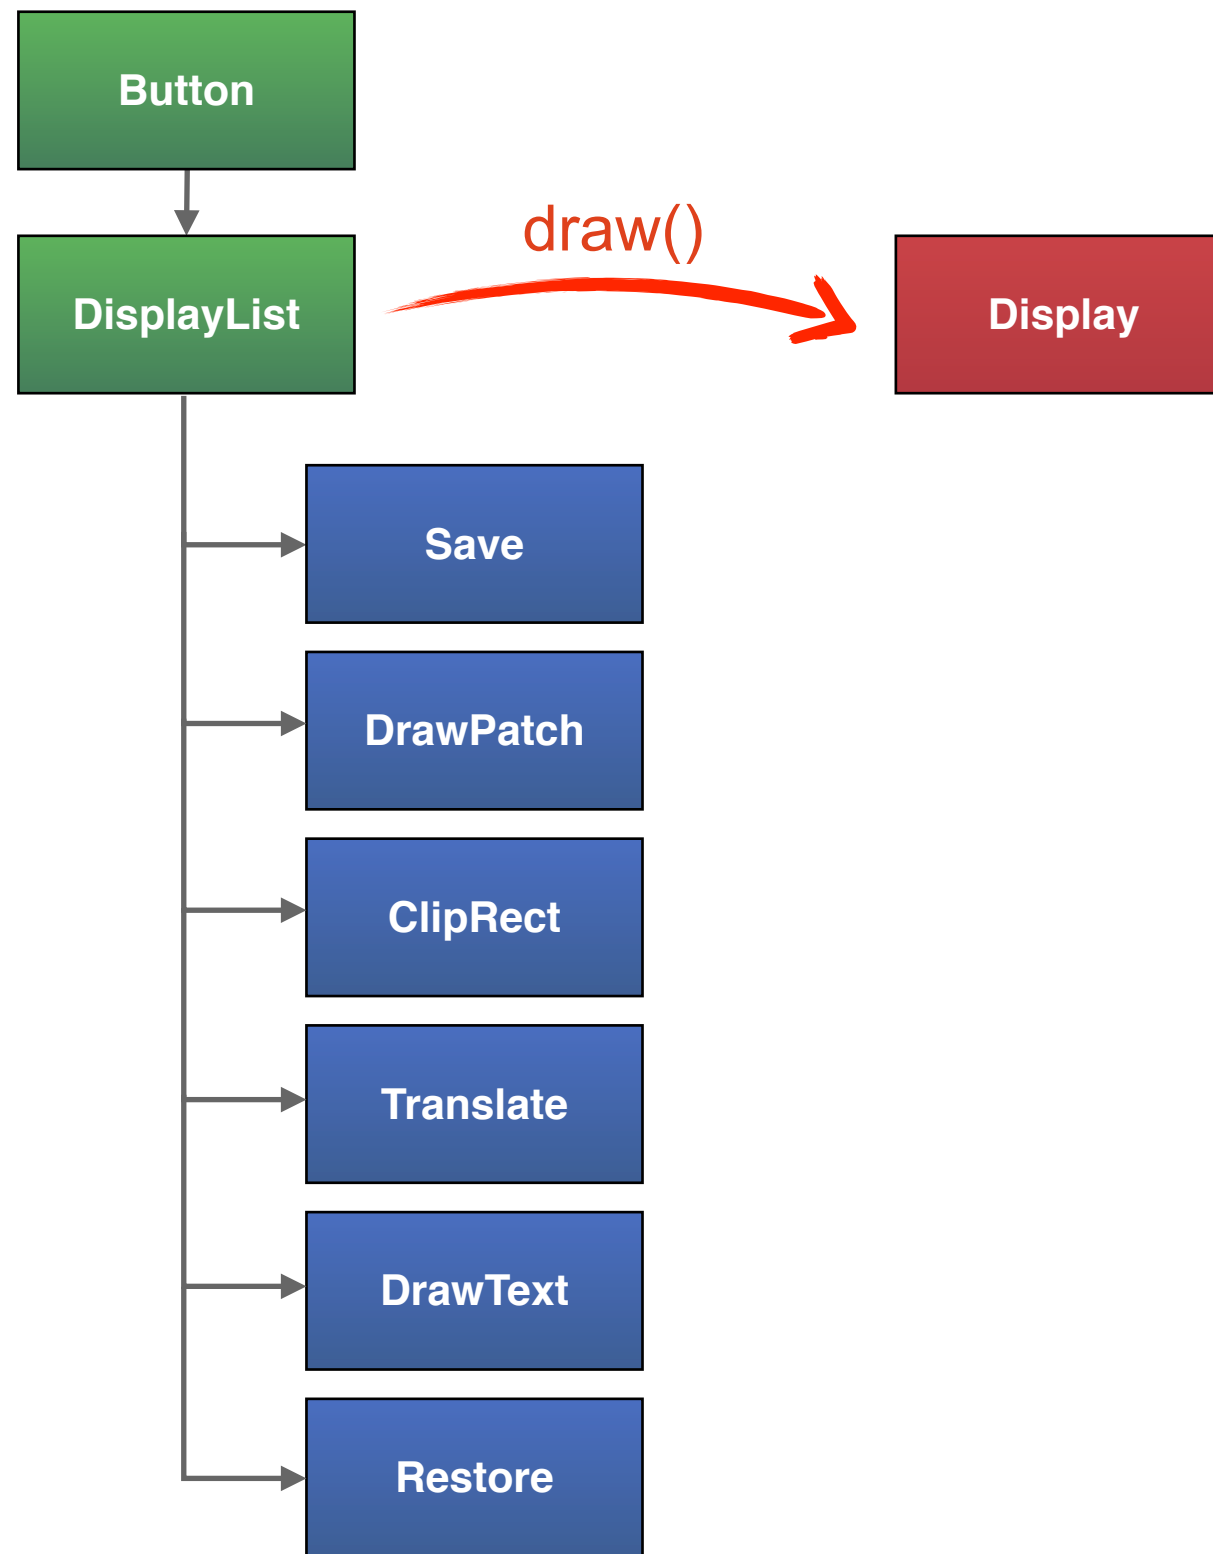 Button
draw()
DisplayList
Display
Save
DrawPatch
ClipRect
Translate
DrawText
Restore